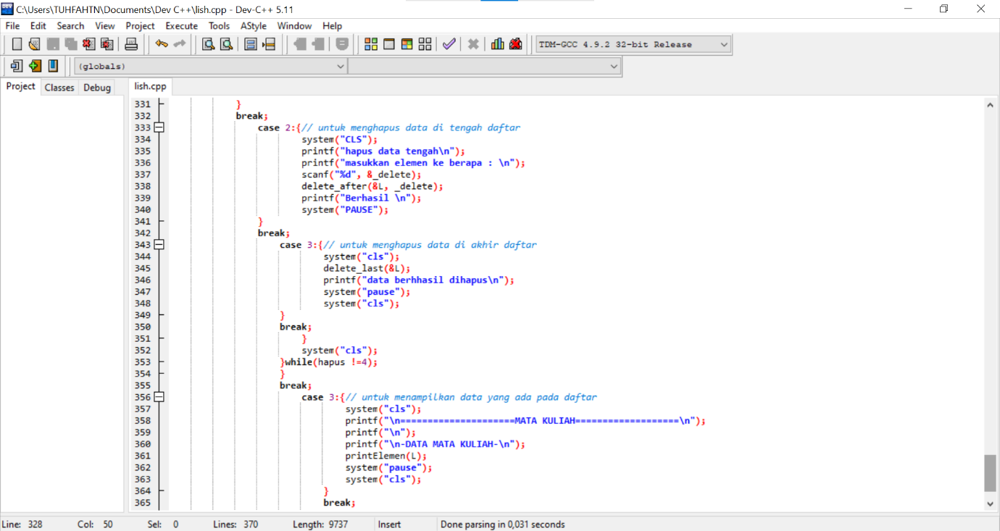 C:\Users\TUHFAHTN\Documents\Dev C++\lish.cpp - Dev-C++ 5.11
File Edit Search View Project Execute Tools AStyle Window Help
TDM-GCC 4.9.2 32-bit Release
(globals)
Project Classes Debug lish.cpp
331 }
332 break;
333 case 2:{// untuk menghapus data di tengah daftar
334 system("CLS");
335 printf("hapus data tengah\n");
336 printf("masukkan elemen ke berapa : \n");
337 scanf("%d", &_delete);
338 delete_after(&L, _delete);
339 printf("Berhasil \n");
340 system("PAUSE");
341 }
342 break;
343 case 3:{// untuk menghapus data di akhir daftar
344 system("cls");
345 delete_last(&L);
346 printf("data berhhasil dihapus\n");
347 system("pause");
348 system("cls");
349 }
350 break;
351 }
352 system("cls");
353 }while(hapus !=4);
354 }
355 break;
356 case 3:{// untuk menampilkan data yang ada pada daftar
357 system("cls");
358 printf("\n=====================MATA KULIAH===================\n");
359 printf("\n");
360 printf("\n-DATA MATA KULIAH-\n");
361 printElemen(L);
362 system("pause");
363 system("cls");
364 }
365 break;
Line: 328 Col: 50 Sel: 0 Lines: 370 Length: 9737 Insert Done parsing in 0,031 seconds